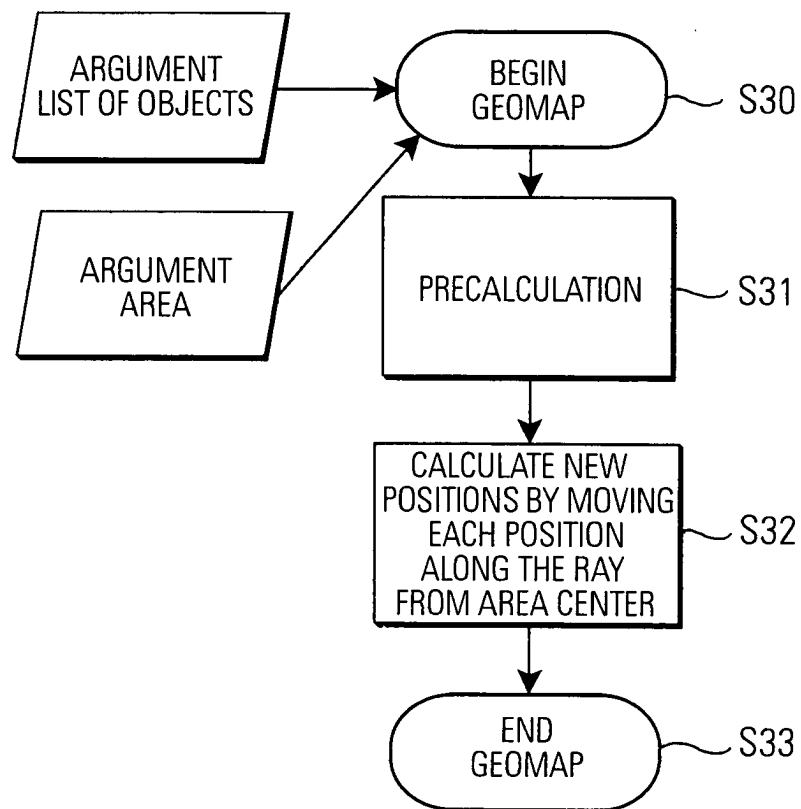 ARGUMENT
LIST OF OBJECTS
BEGIN
GEOMAP
S30
ARGUMENT
AREA
PRECALCULATION
S31
CALCULATE NEW
POSITIONS BY MOVING
EACH POSITION
ALONG THE RAY
FROM AREA CENTER
S32
END
GEOMAP
S33